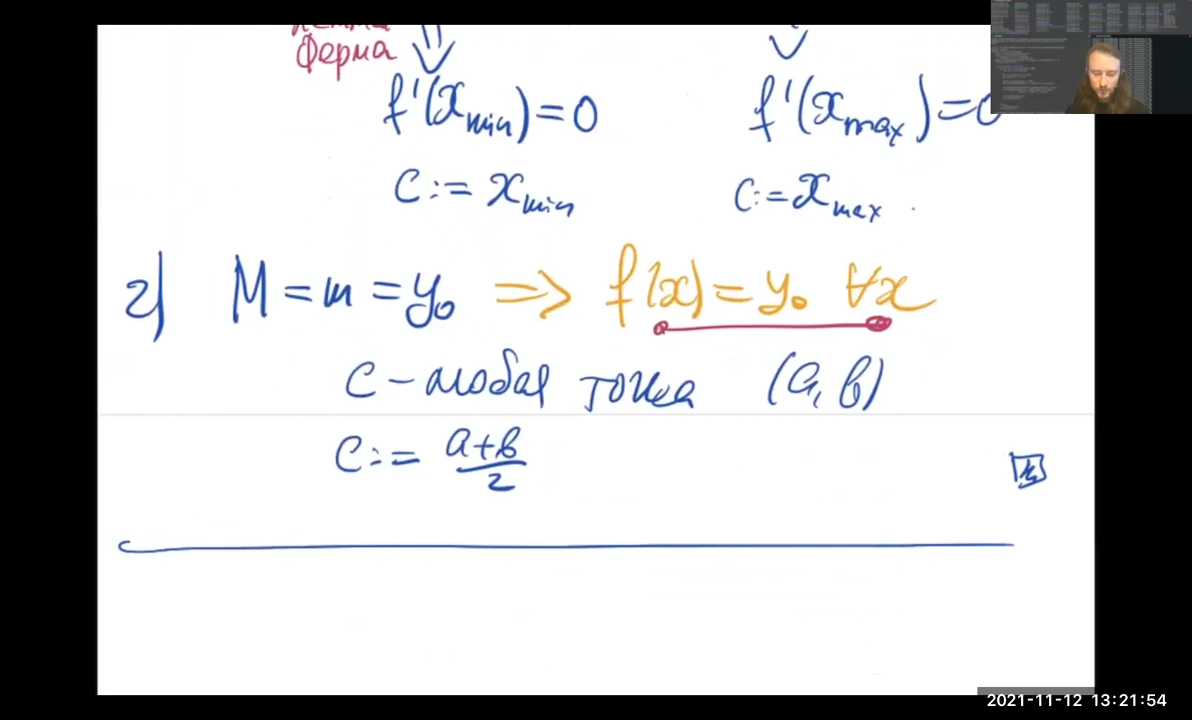 Ферма
f'(x_min)=0 f'(x_max)=0
C:= x_min C:=x_max
г) M=m=y₀ ⇒ f(x)=y₀ ∀x
C – любая точка (a, b)
C:= (a+b)/2
2021-11-12 13:21:54